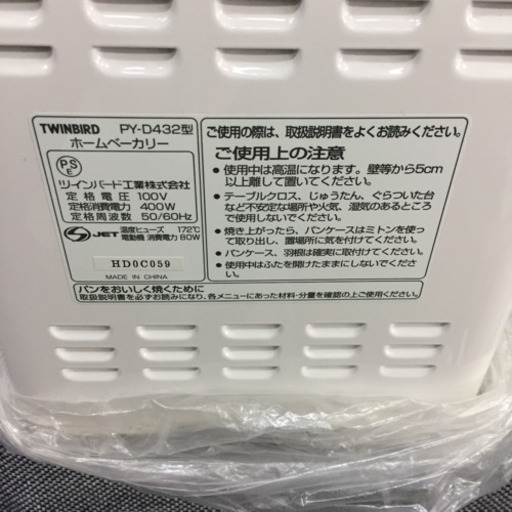 TWINBIRD PY-D432型
ホームベーカリー
PSE
ツインバード工業株式会社
定格電圧 100V
定格消費電力 400W
定格周波数 50/60Hz
JET 温度ヒューズ 172℃
電動機 消費電力 80W
HD0C059
MADE IN CHINA
ご使用の際は、取扱説明書をよくお読みください。
ご使用上の注意
● 使用中は高温になります。壁等から5cm
以上離して置いてください。
● テーブルクロス、じゅうたん、ぐらついた台
など不安定な場所や火気、湿気のあるところ
で使用しないでください。
● 焼き上がったら、パンケースはミトンを使っ
て取り出し、置場所に気を付けてください。
● パンケース、羽根は確実に取付けてください。
● 使用中はふたを開けたままにしないでください。
パンをおいしく焼くために
取扱説明書を必ずお読みになり、各メニューにあった材料・分量を確認の上ご使用ください。